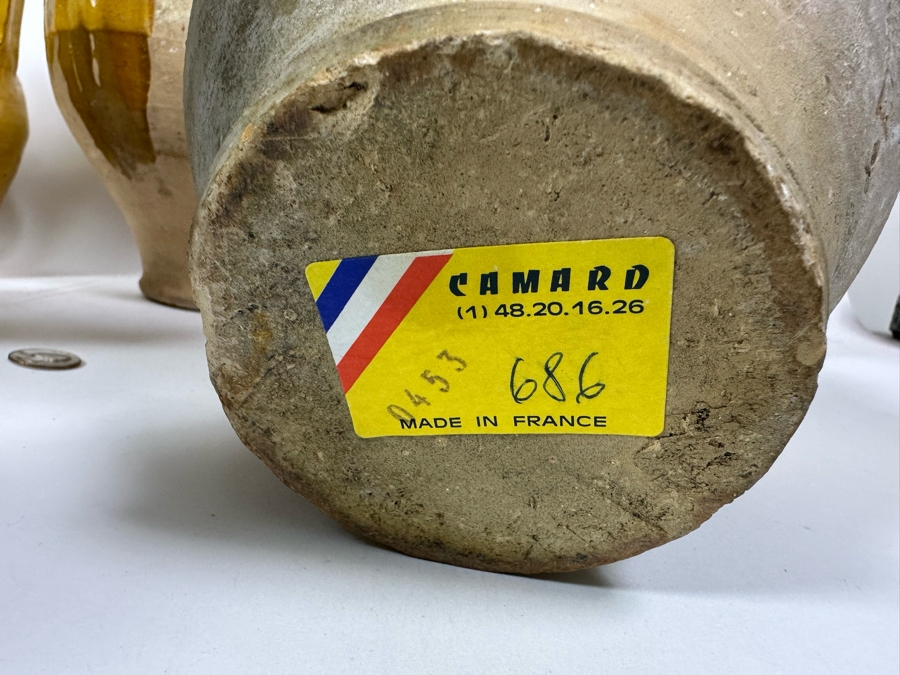 CAMARD
(1) 48.20.16.26
0453
686
MADE IN FRANCE